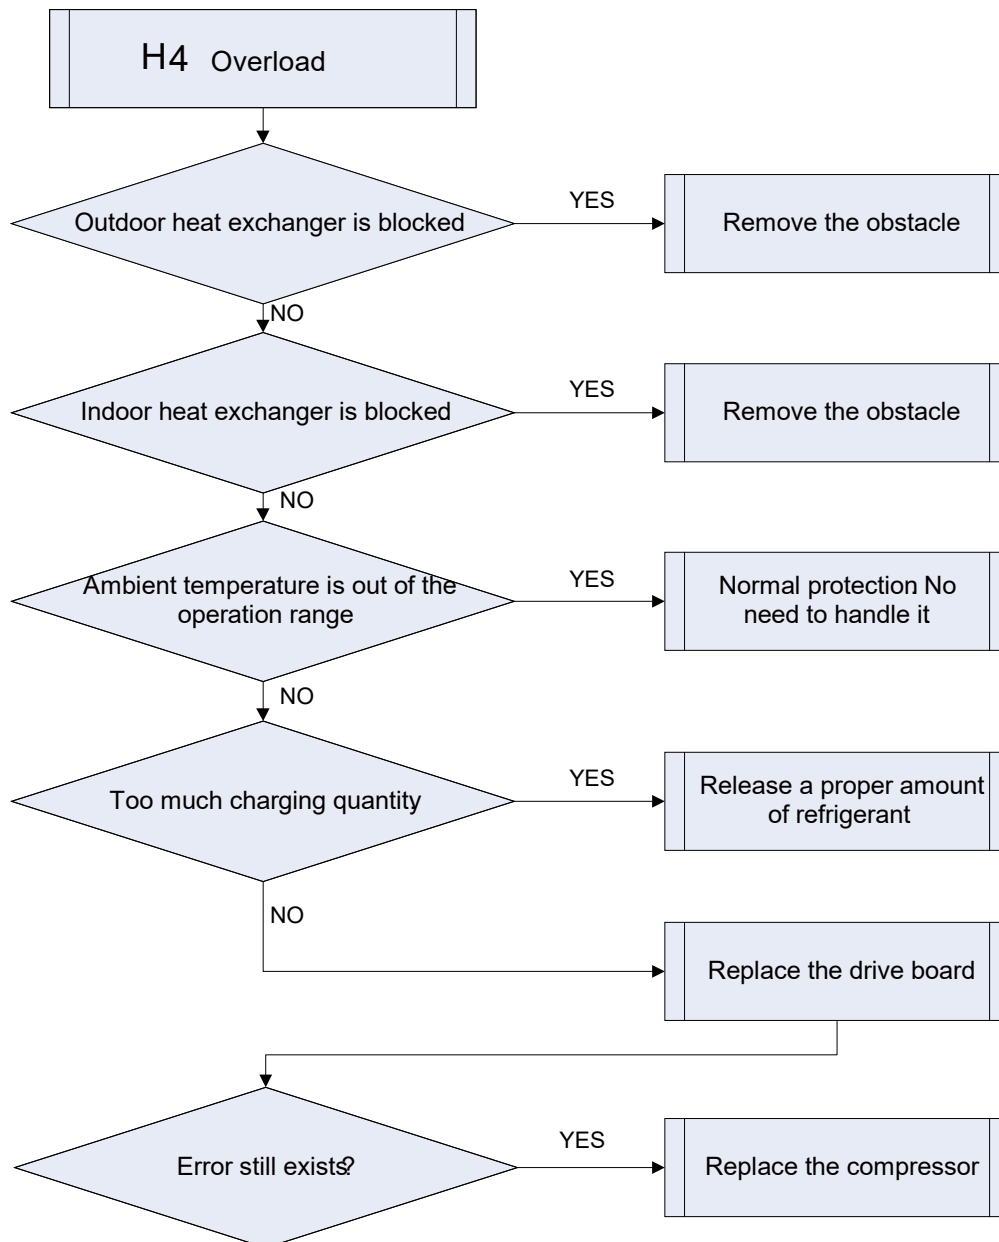 H4 Overload
Outdoor heat exchanger is blocked
YES
Remove the obstacle
NO
Indoor heat exchanger is blocked
YES
Remove the obstacle
NO
Ambient temperature is out of the
operation range
YES
Normal protection. No
need to handle it
NO
Too much charging quantity
YES
Release a proper amount
of refrigerant
NO
Replace the drive board
Error still exists?
YES
Replace the compressor